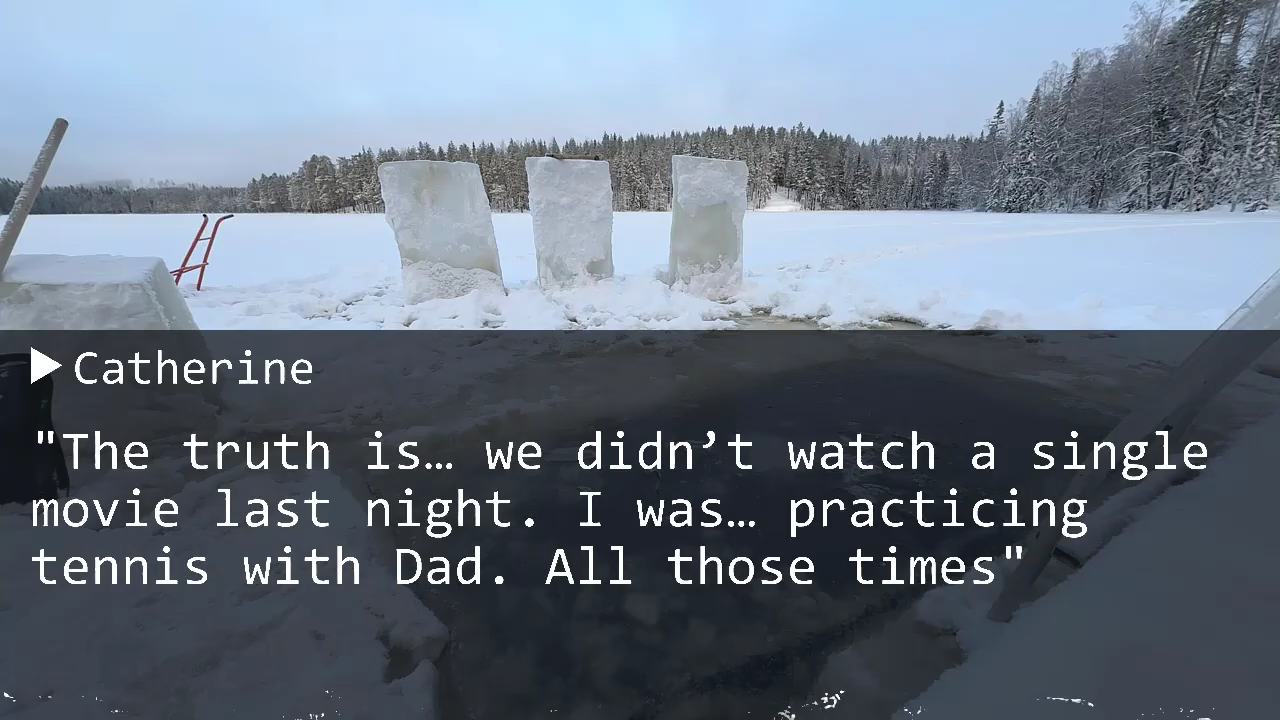 Catherine
"The truth is… we didn’t watch a single
movie last night. I was… practicing
tennis with Dad. All those times"